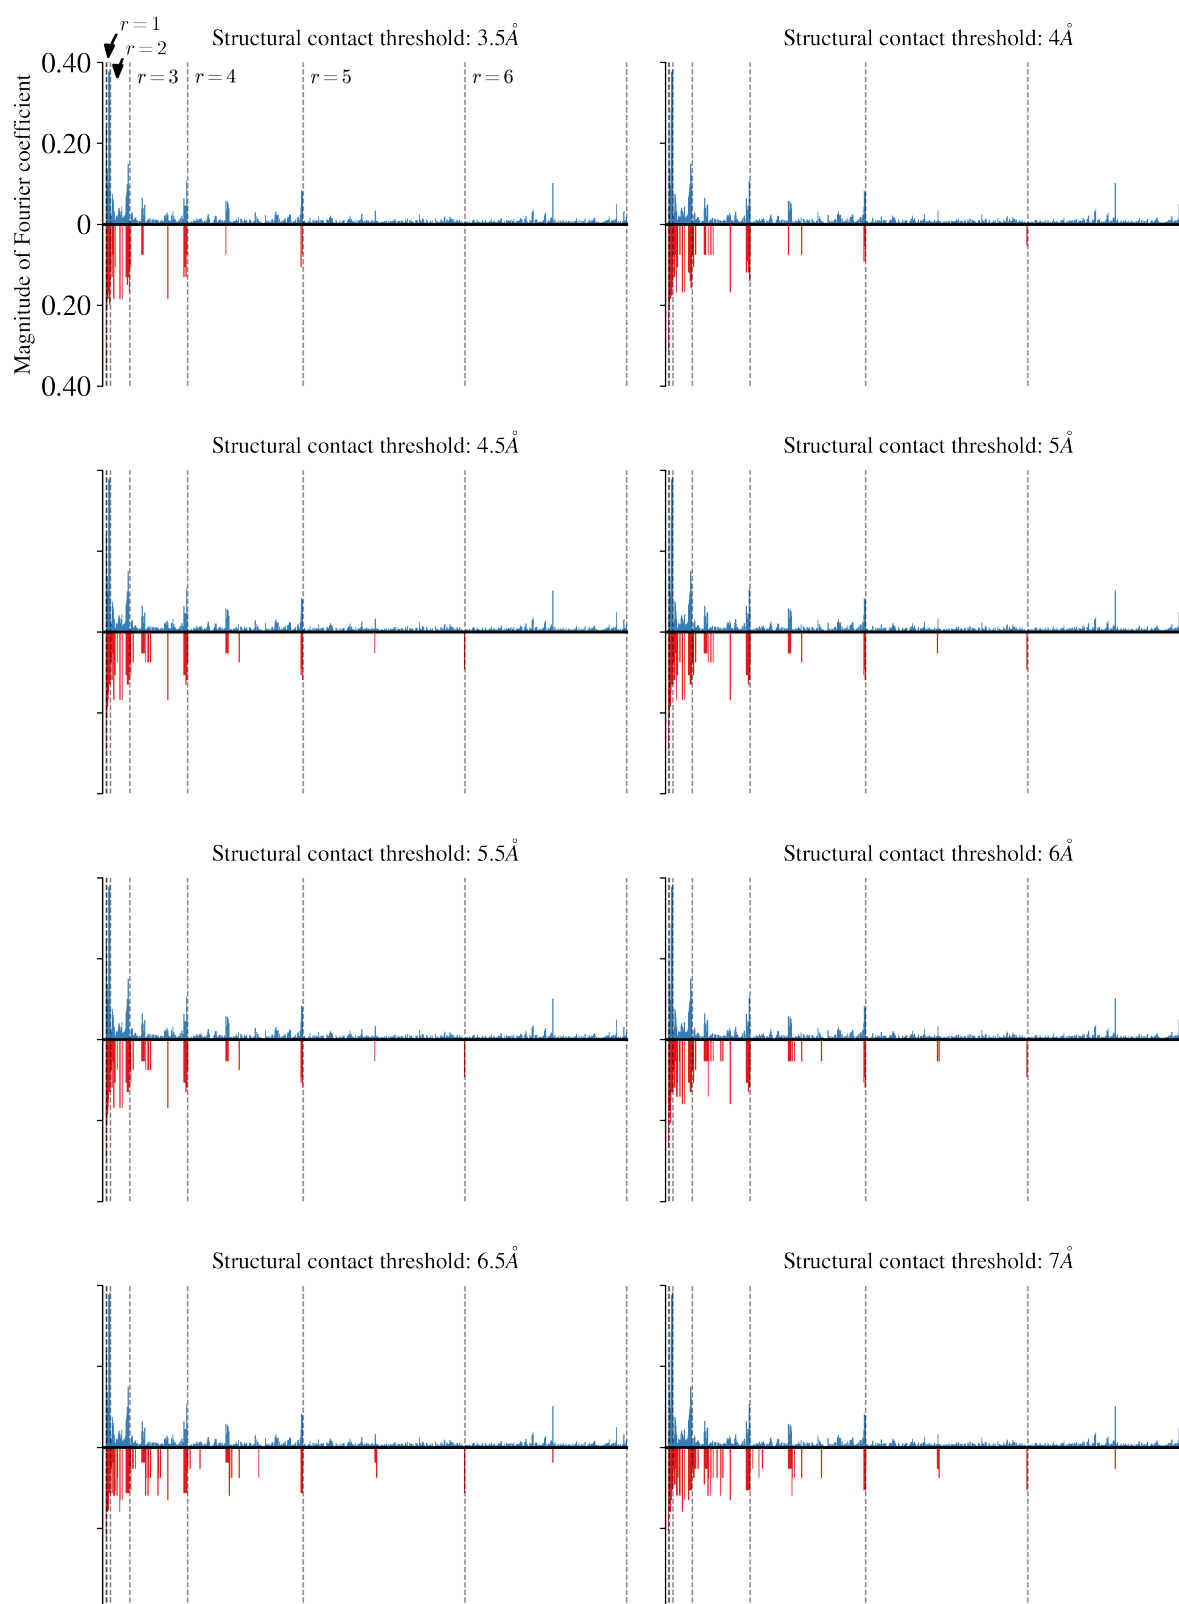 r = 1
r = 2
Structural contact threshold: 3.5Å
Structural contact threshold: 4Å
r = 3
r = 4
r = 5
r = 6
Magnitude of Fourier coefficient
0.40
0.20
0
0.20
0.40
Structural contact threshold: 4.5Å
Structural contact threshold: 5Å
Structural contact threshold: 5.5Å
Structural contact threshold: 6Å
Structural contact threshold: 6.5Å
Structural contact threshold: 7Å